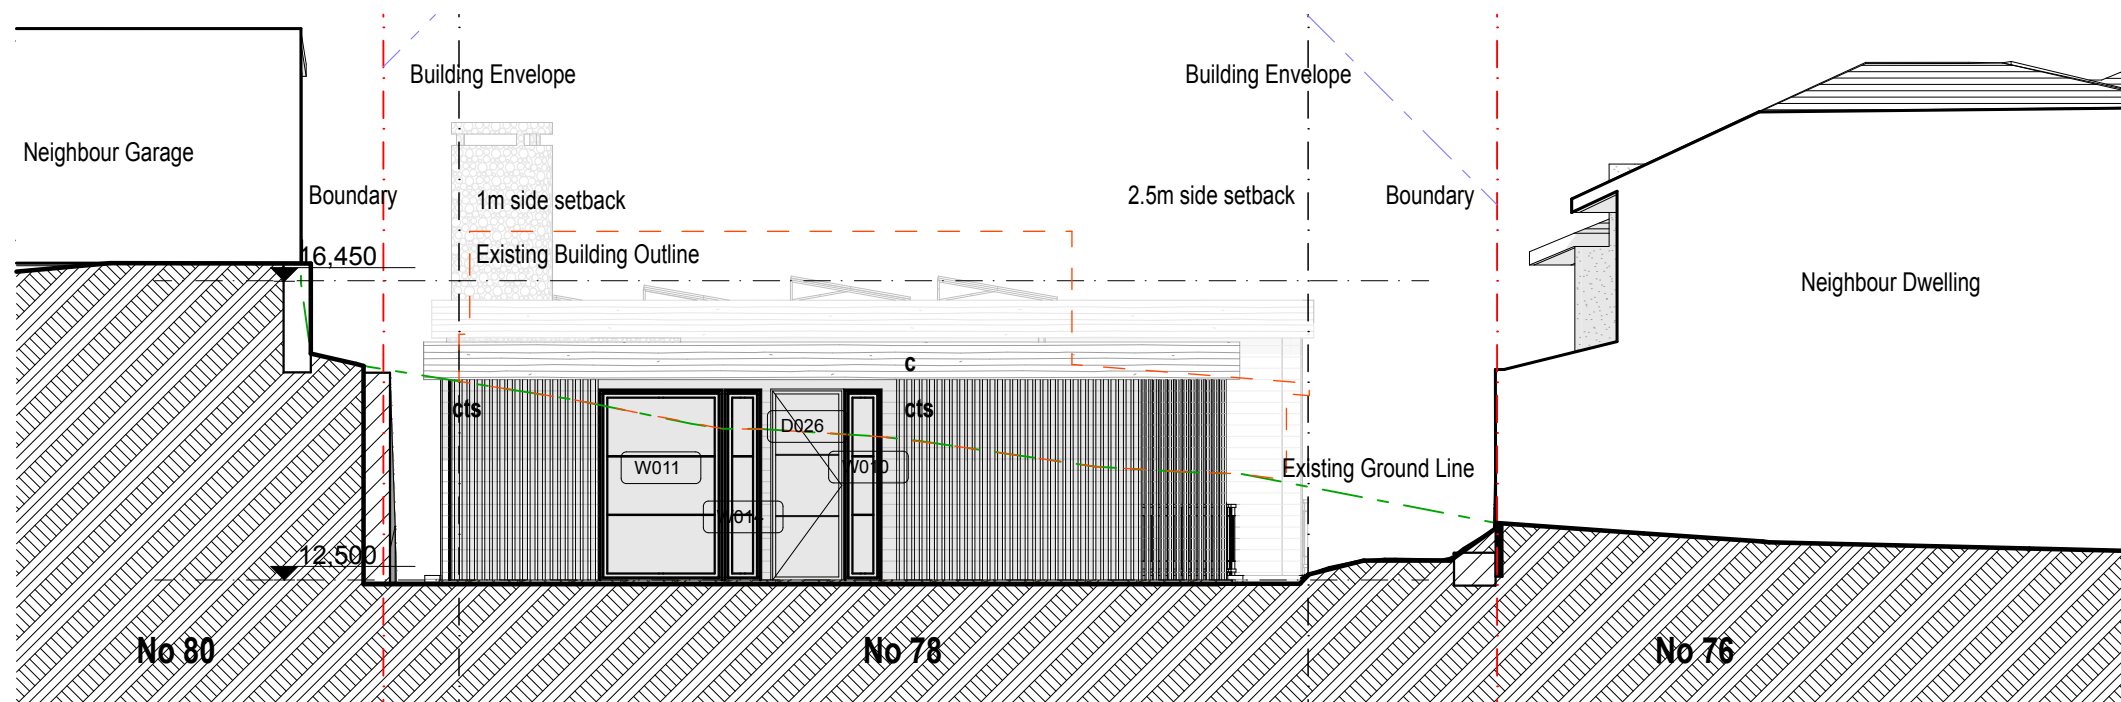 Building Envelope
Building Envelope
Neighbour Garage
Boundary
1m side setback
2.5m side setback
Boundary
16,450
Existing Building Outline
Neighbour Dwelling
c
cts
cts
D026
W011
W010
Existing Ground Line
W014
12,500
No 80
No 78
No 76